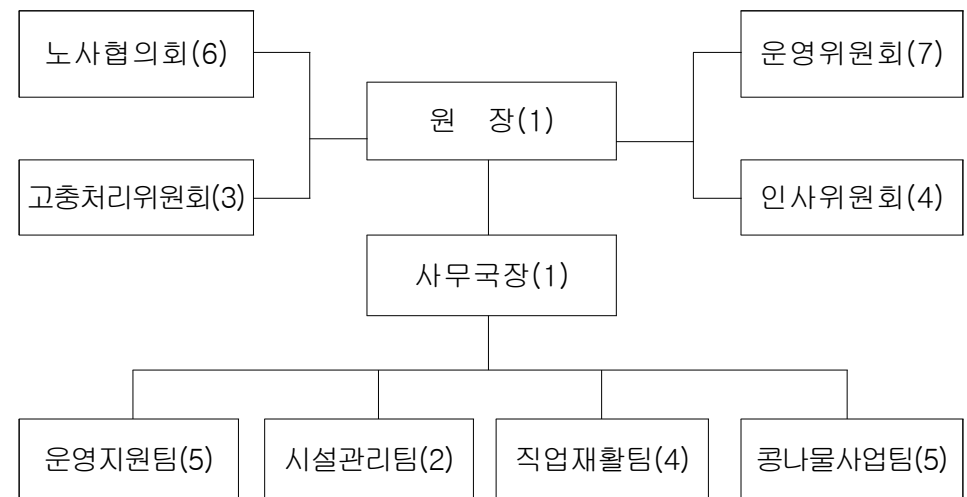 노사협의회(6)
운영위원회(7)
원 장(1)
고충처리위원회(3)
인사위원회(4)
사무국장(1)
운영지원팀(5)
시설관리팀(2)
직업재활팀(4)
콩나물사업팀(5)